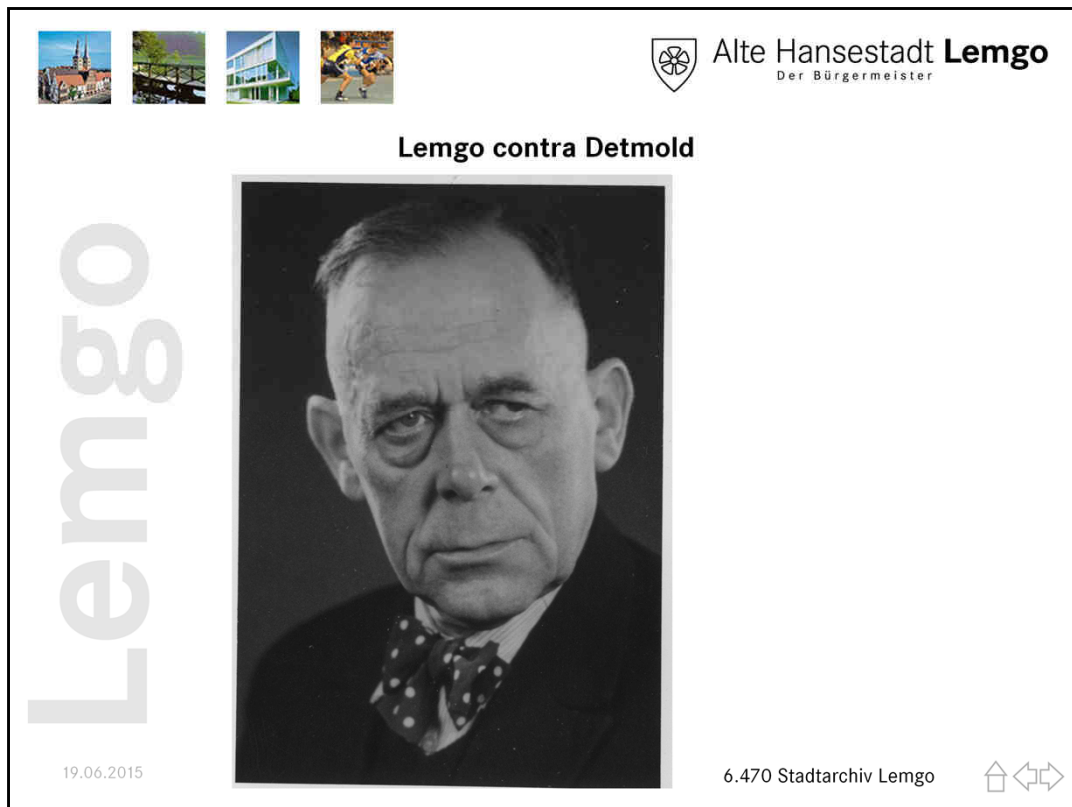 Alte Hansestadt Lemgo
Der Bürgermeister
Lemgo contra Detmold
Lemgo
19.06.2015
6.470 Stadtarchiv Lemgo